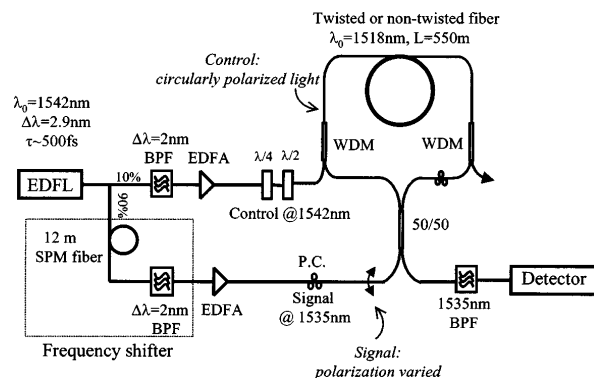 Twisted or non-twisted fiber
λ₀=1518nm, L=550m
Control:
circularly polarized light
λ₀=1542nm
Δλ=2.9nm
τ~500fs
Δλ=2nm
BPF
EDFA
λ/4
λ/2
WDM
WDM
EDFL
10%
90%
Control @1542nm
50/50
12 m
SPM fiber
P.C.
Signal
@ 1535nm
Δλ=2nm
BPF
EDFA
1535nm
BPF
Detector
Frequency shifter
Signal:
polarization varied